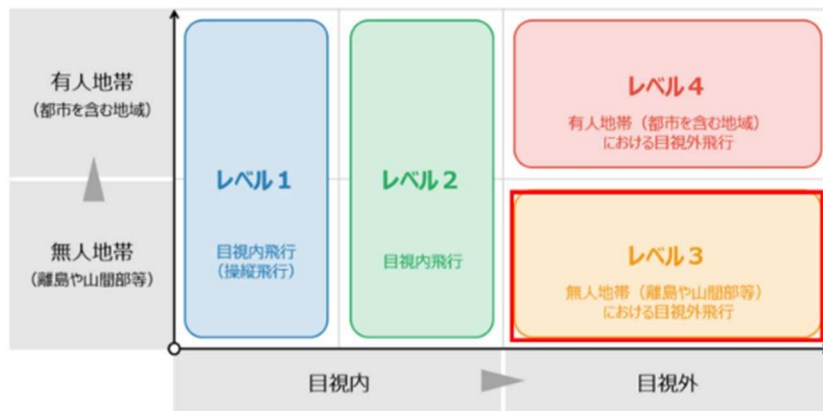 有人地帯
（都市を含む地域）
無人地帯
（離島や山間部等）
レベル１
目視内飛行
（操縦飛行）
レベル２
目視内飛行
レベル４
有人地帯（都市を含む地域）
における目視外飛行
レベル３
無人地帯（離島や山間部等）
における目視外飛行
目視内
目視外